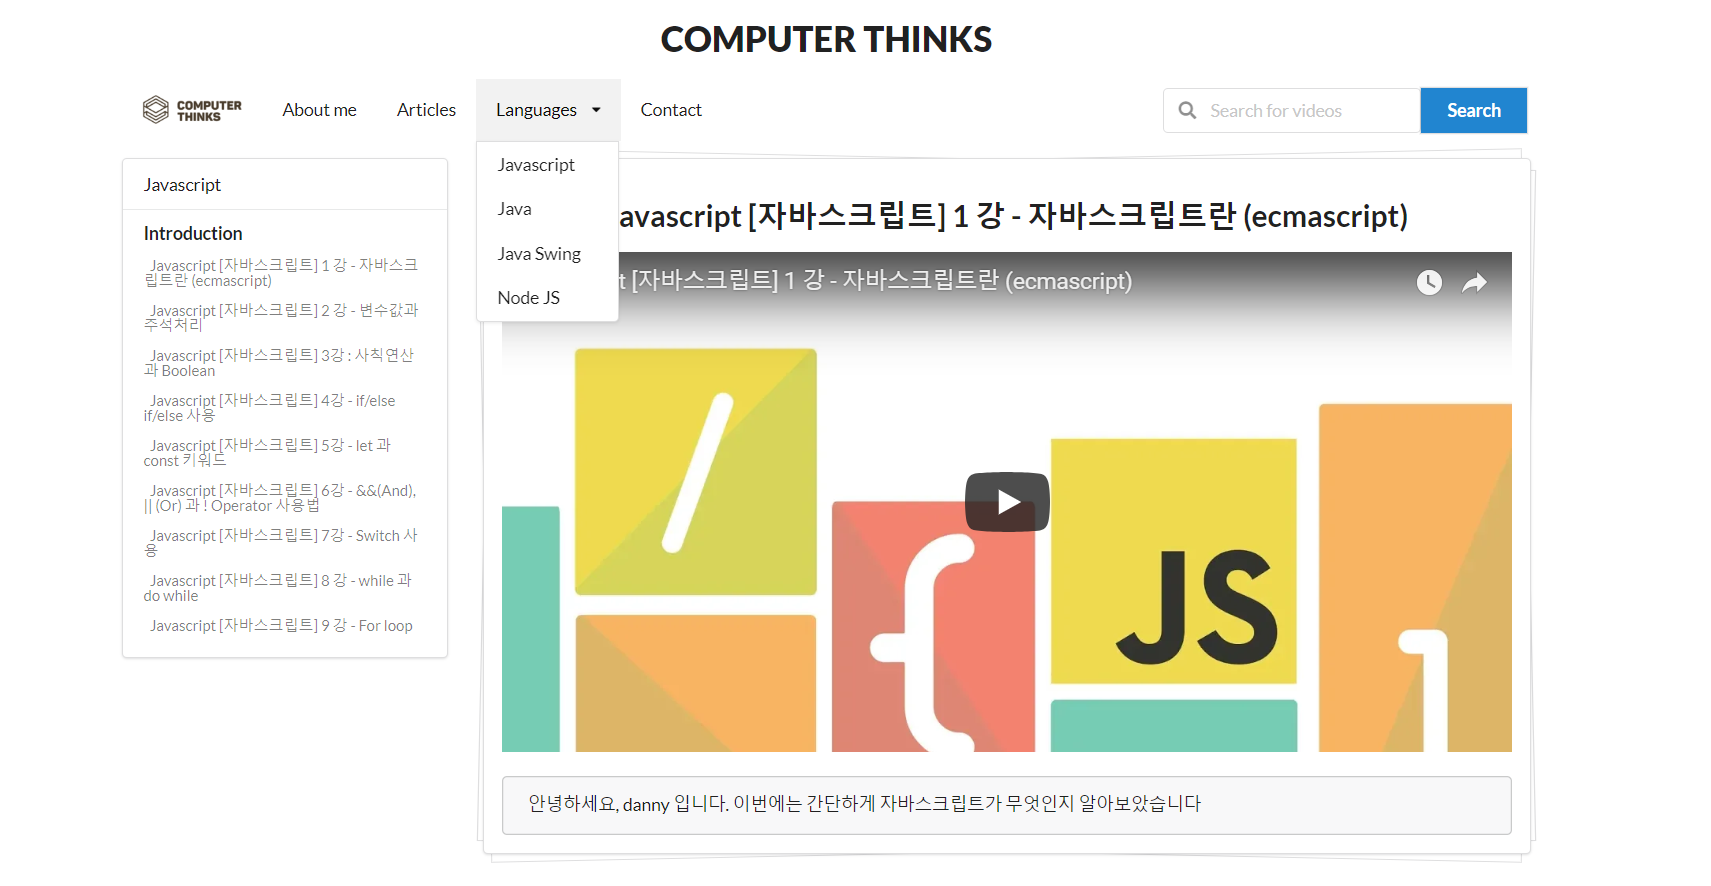 COMPUTER THINKS
COMPUTER
THINKS
About me
Articles
Languages
Contact
Search for videos
Search
Javascript
Java
Java Swing
Node JS
Javascript
Introduction
Javascript [자바스크립트] 1 강 - 자바스크
립트란 (ecmascript)
Javascript [자바스크립트] 2 강 - 변수값과
주석처리
Javascript [자바스크립트] 3강 : 사칙연산
과 Boolean
Javascript [자바스크립트] 4강 - if/else
if/else 사용
Javascript [자바스크립트] 5강 - let 과
const 키워드
Javascript [자바스크립트] 6강 - &&(And),
|| (Or) 과 ! Operator 사용법
Javascript [자바스크립트] 7강 - Switch 사
용
Javascript [자바스크립트] 8 강 - while 과
do while
Javascript [자바스크립트] 9 강 - For loop
avascript [자바스크립트] 1 강 - 자바스크립트란 (ecmascript)
t [자바스크립트] 1 강 - 자바스크립트란 (ecmascript)
/
{
JS
]
안녕하세요, danny 입니다. 이번에는 간단하게 자바스크립트가 무엇인지 알아보았습니다